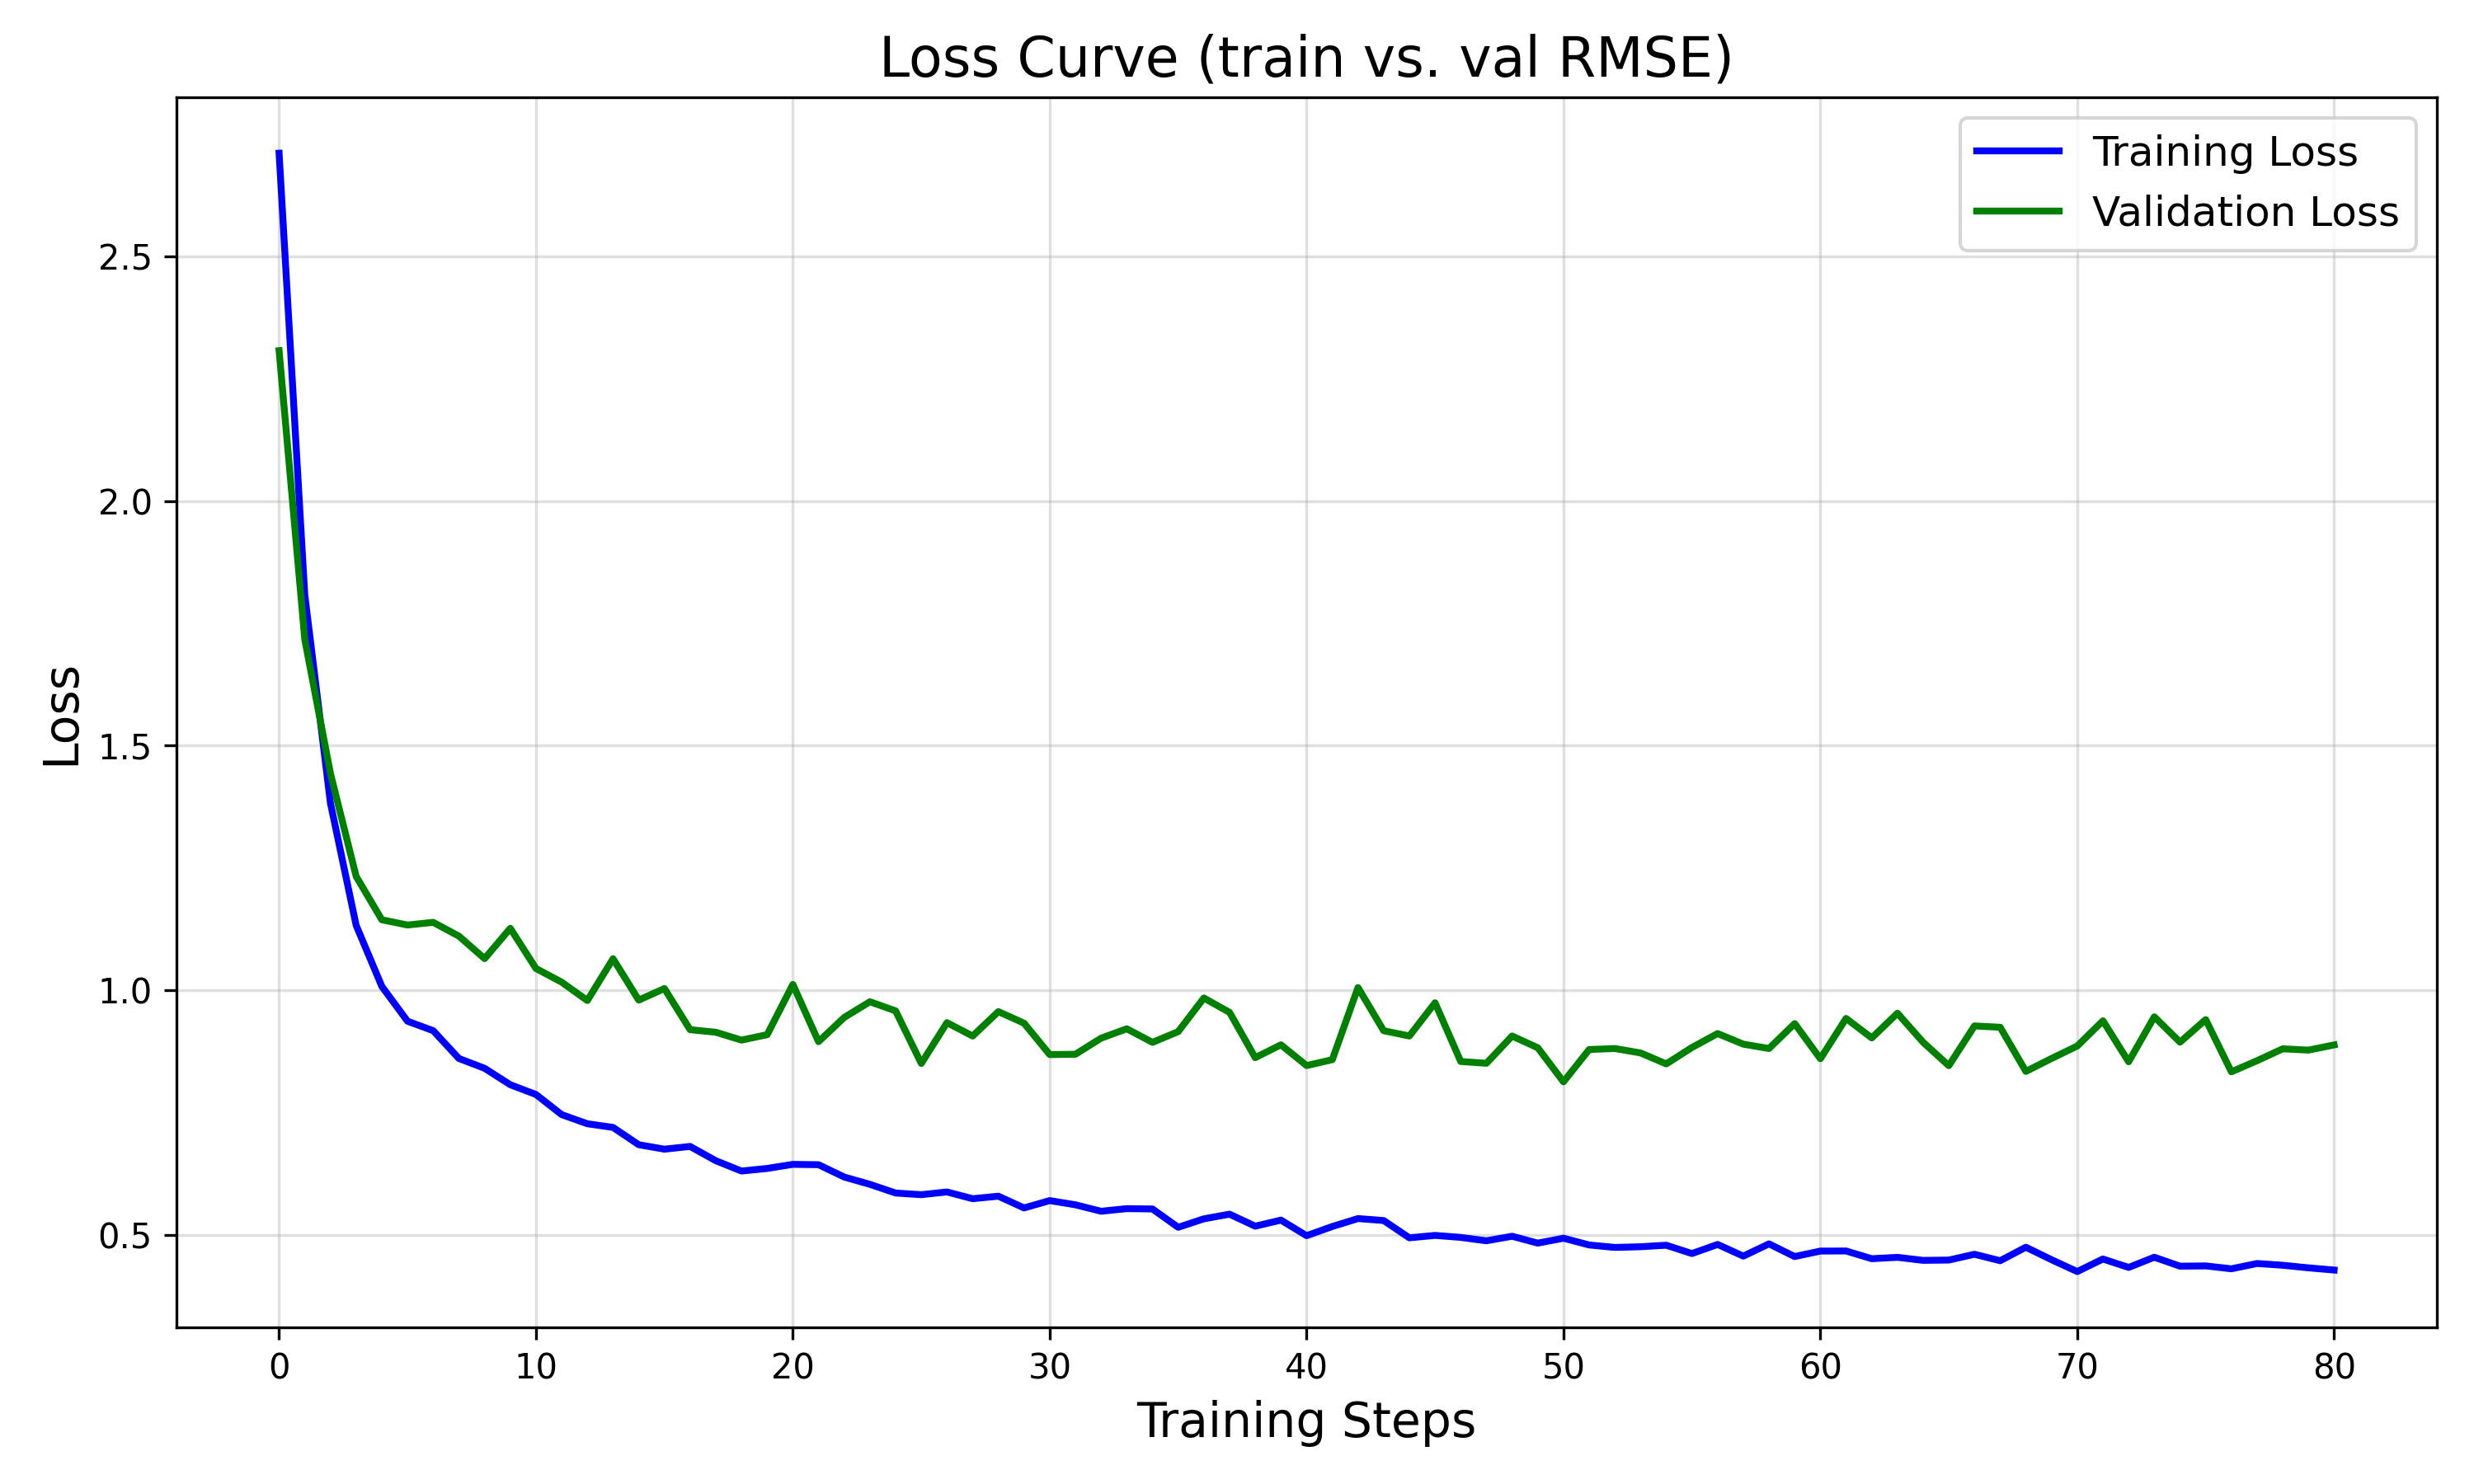 Loss Curve (train vs. val RMSE)
Training Loss
Validation Loss
2.5
2.0
1.5
1.0
0.5
Loss
0 10 20 30 40 50 60 70 80
Training Steps